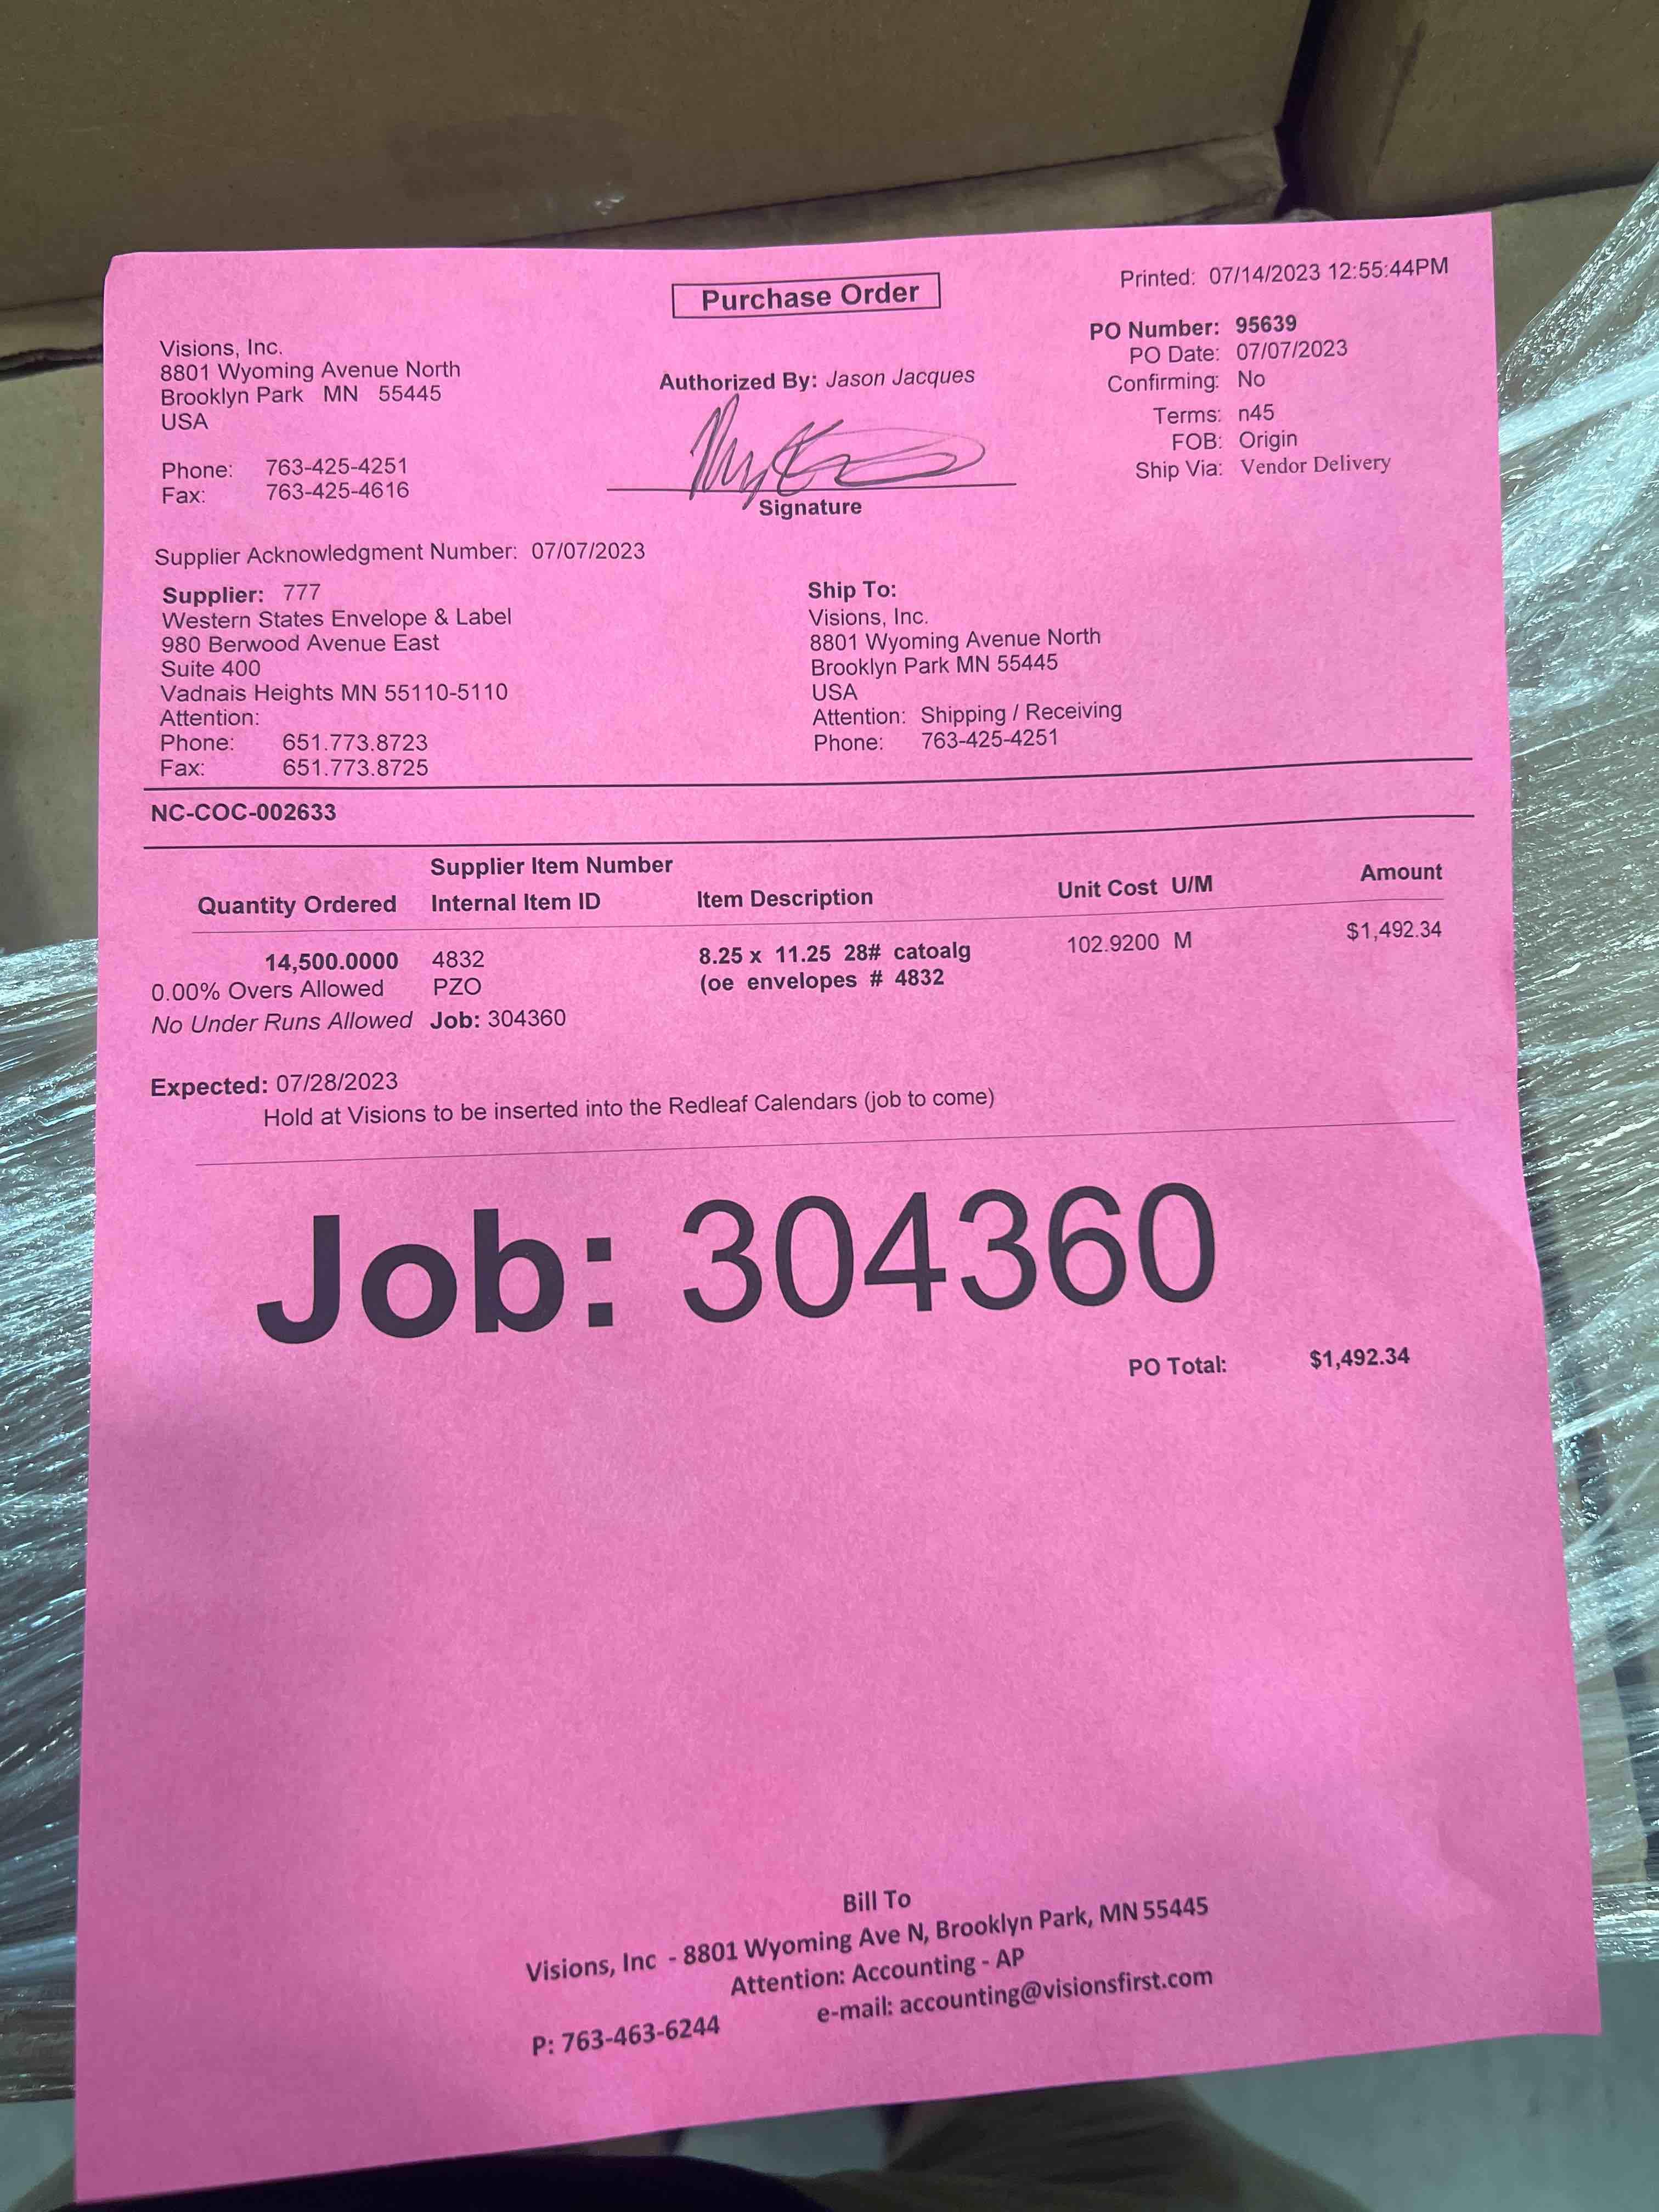 Purchase Order
Printed: 07/14/2023 12:55:44PM
Visions, Inc.
8801 Wyoming Avenue North
Brooklyn Park MN 55445
USA
Phone: 763-425-4251
Fax: 763-425-4616
Authorized By: Jason Jacques
Signature
PO Number: 95639
PO Date: 07/07/2023
Confirming: No
Terms: n45
FOB: Origin
Ship Via: Vendor Delivery
Supplier Acknowledgment Number: 07/07/2023
Supplier: 777
Western States Envelope & Label
980 Berwood Avenue East
Suite 400
Vadnais Heights MN 55110-5110
Attention:
Phone: 651.773.8723
Fax: 651.773.8725
Ship To:
Visions, Inc.
8801 Wyoming Avenue North
Brooklyn Park MN 55445
USA
Attention: Shipping / Receiving
Phone: 763-425-4251
NC-COC-002633
Supplier Item Number
Quantity Ordered Internal Item ID Item Description Unit Cost U/M Amount
14,500.0000 4832 8.25 x 11.25 28# catoalg 102.9200 M $1,492.34
0.00% Overs Allowed PZO (oe envelopes # 4832
No Under Runs Allowed Job: 304360
Expected: 07/28/2023
Hold at Visions to be inserted into the Redleaf Calendars (job to come)
Job: 304360
PO Total: $1,492.34
Bill To
Visions, Inc - 8801 Wyoming Ave N, Brooklyn Park, MN 55445
Attention: Accounting - AP
P: 763-463-6244 e-mail: accounting@visionsfirst.com